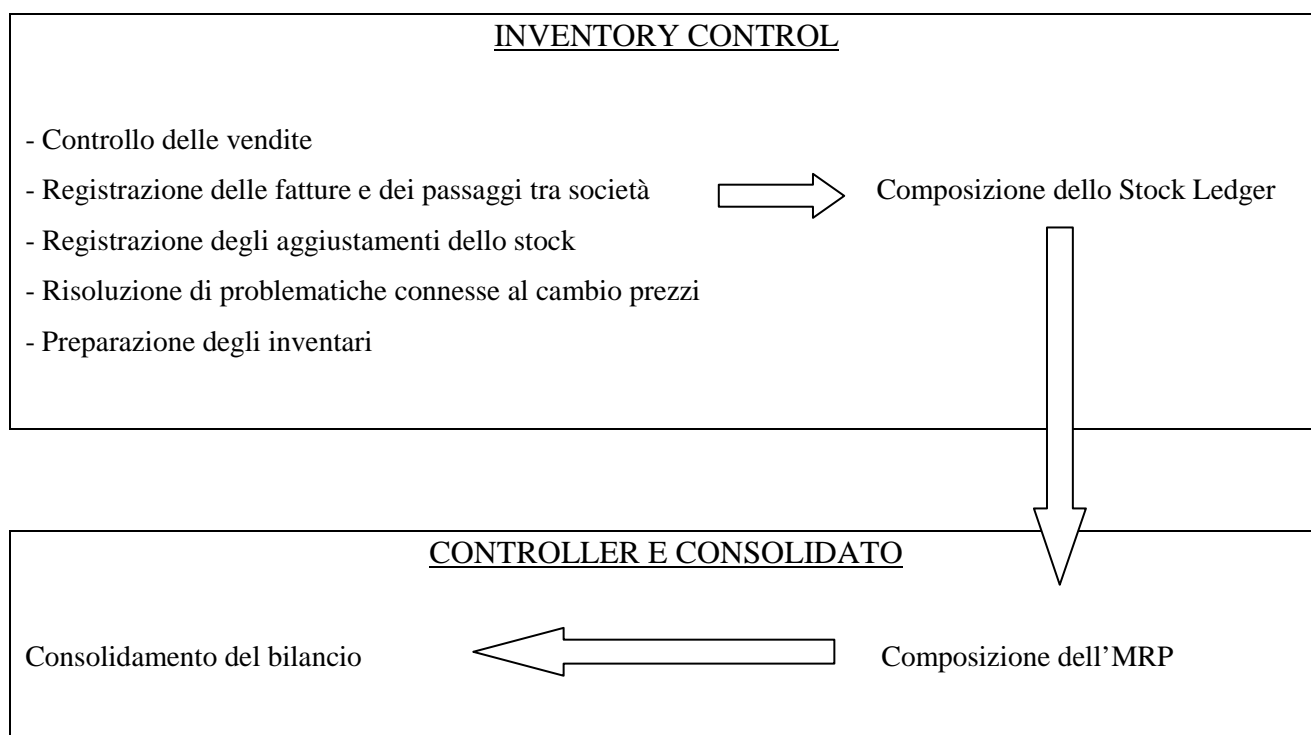 INVENTORY CONTROL
- Controllo delle vendite
- Registrazione delle fatture e dei passaggi tra società
Composizione dello Stock Ledger
- Registrazione degli aggiustamenti dello stock
- Risoluzione di problematiche connesse al cambio prezzi
- Preparazione degli inventari
CONTROLLER E CONSOLIDATO
Consolidamento del bilancio
Composizione dell’MRP